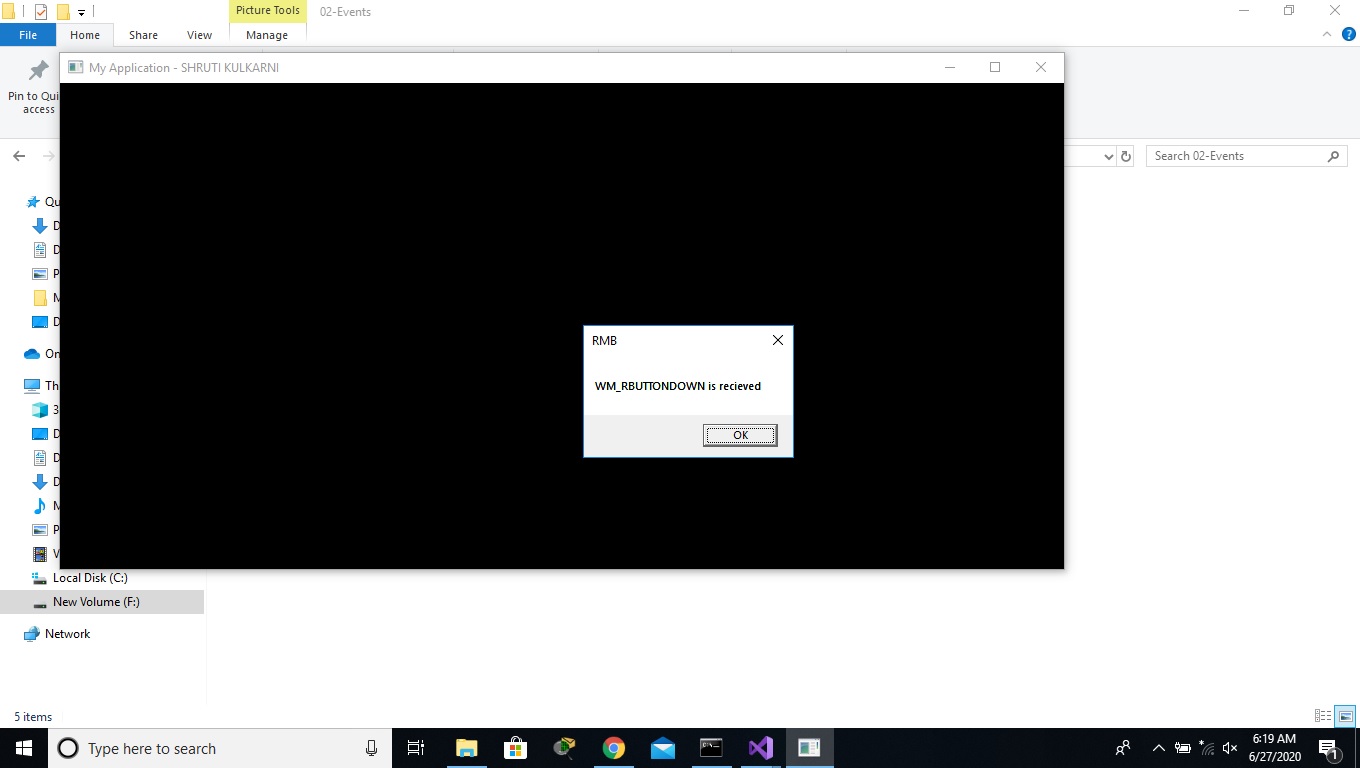 Picture Tools
02-Events
File
Home
Share
View
Manage
?
My Application - SHRUTI KULKARNI
Pin to Qui
access
Search 02-Events
Qu
D
D
P
M
D
On
Th
3
D
D
D
M
P
V
Local Disk (C:)
New Volume (F:)
Network
RMB
WM_RBUTTONDOWN is recieved
OK
5 items
Type here to search
6:19 AM
6/27/2020
1